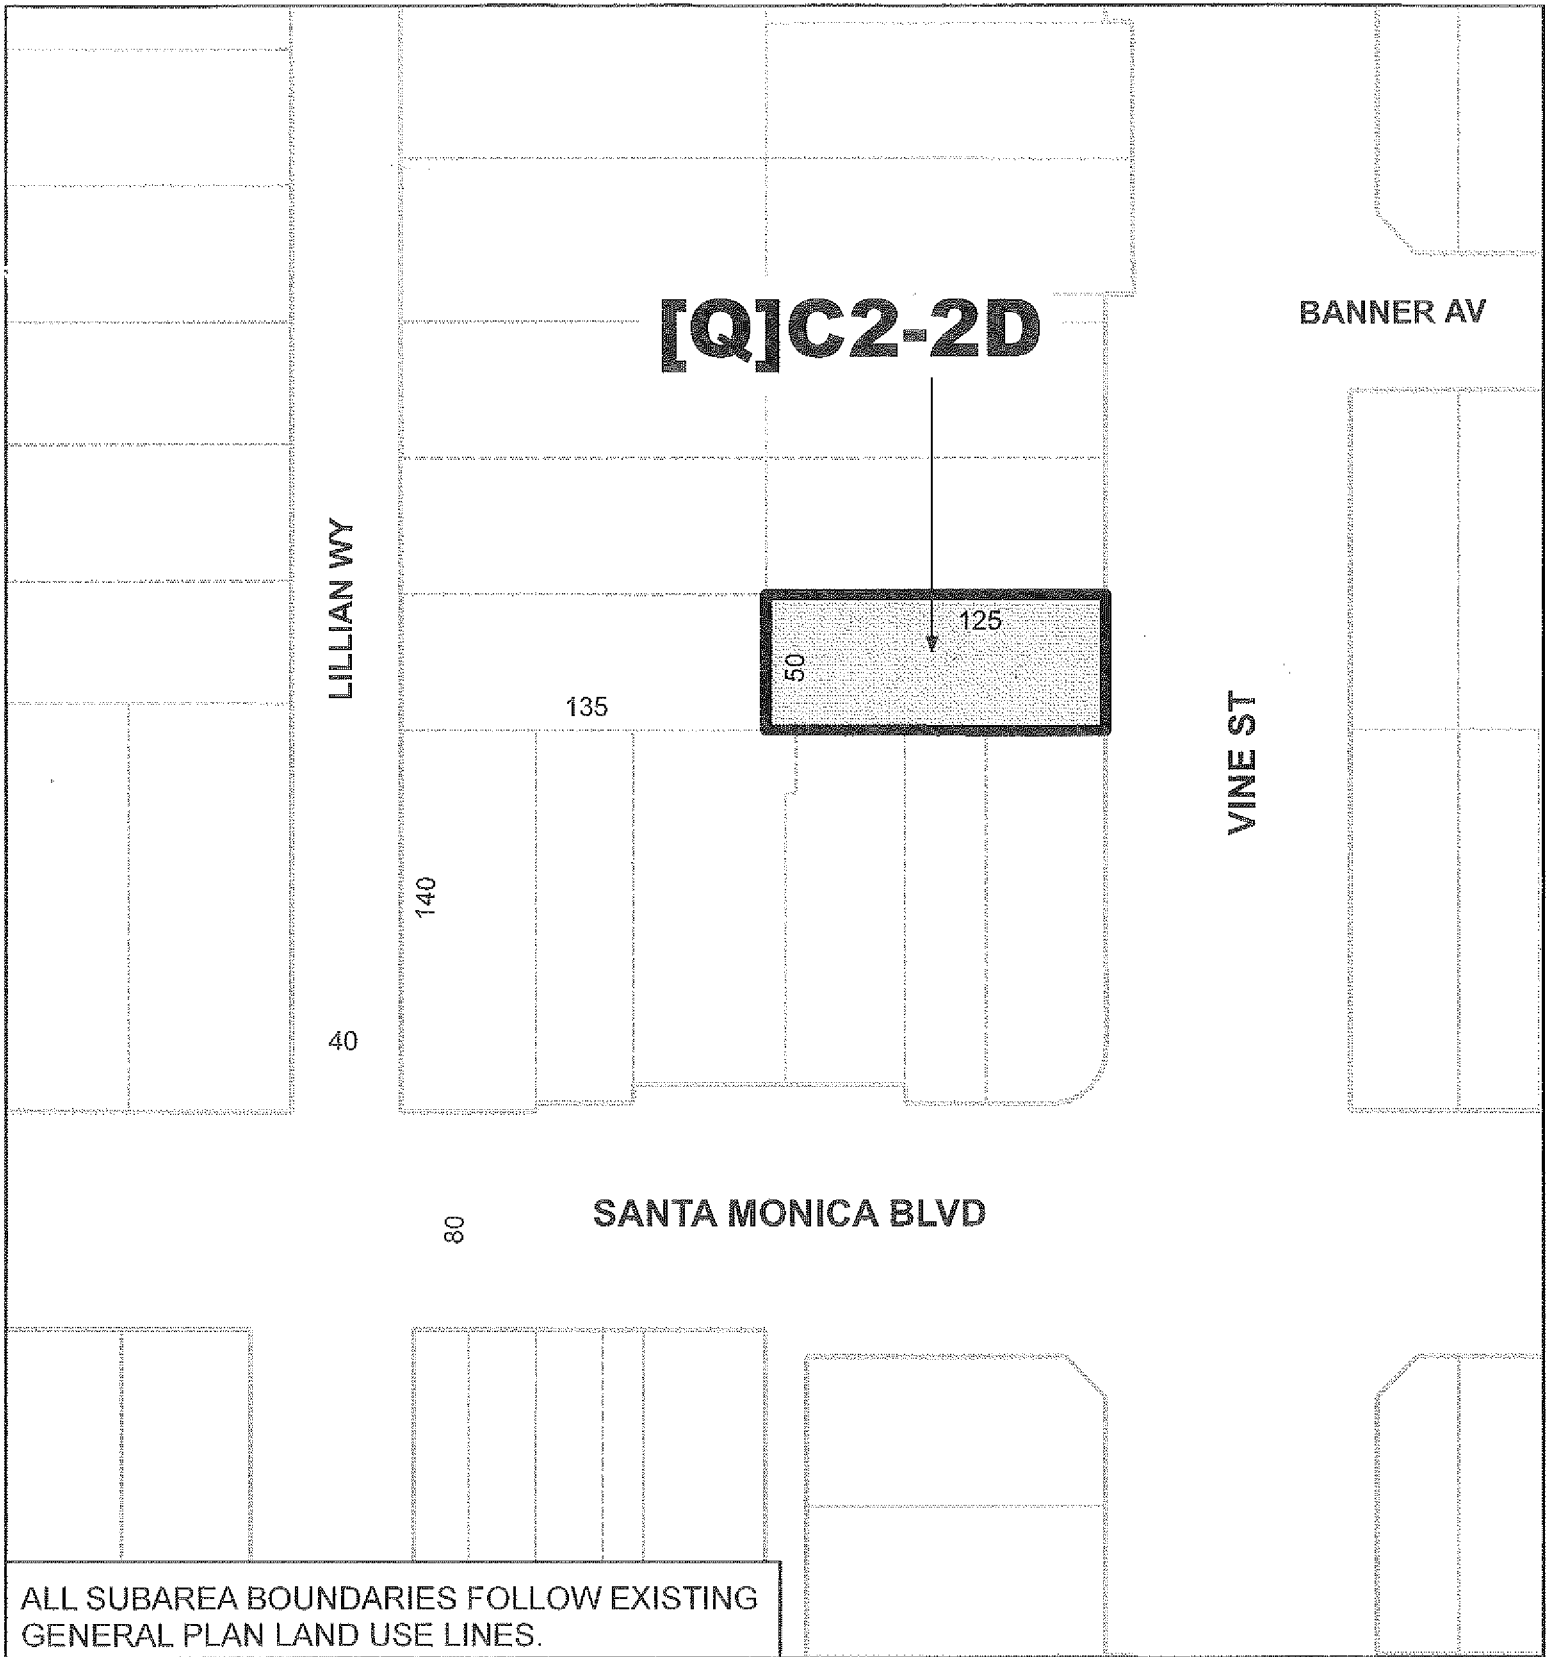 [Q]C2-2D
BANNER AV
LILLIAN WY
125
50
135
VINE ST
140
40
80
SANTA MONICA BLVD
ALL SUBAREA BOUNDARIES FOLLOW EXISTING
GENERAL PLAN LAND USE LINES.